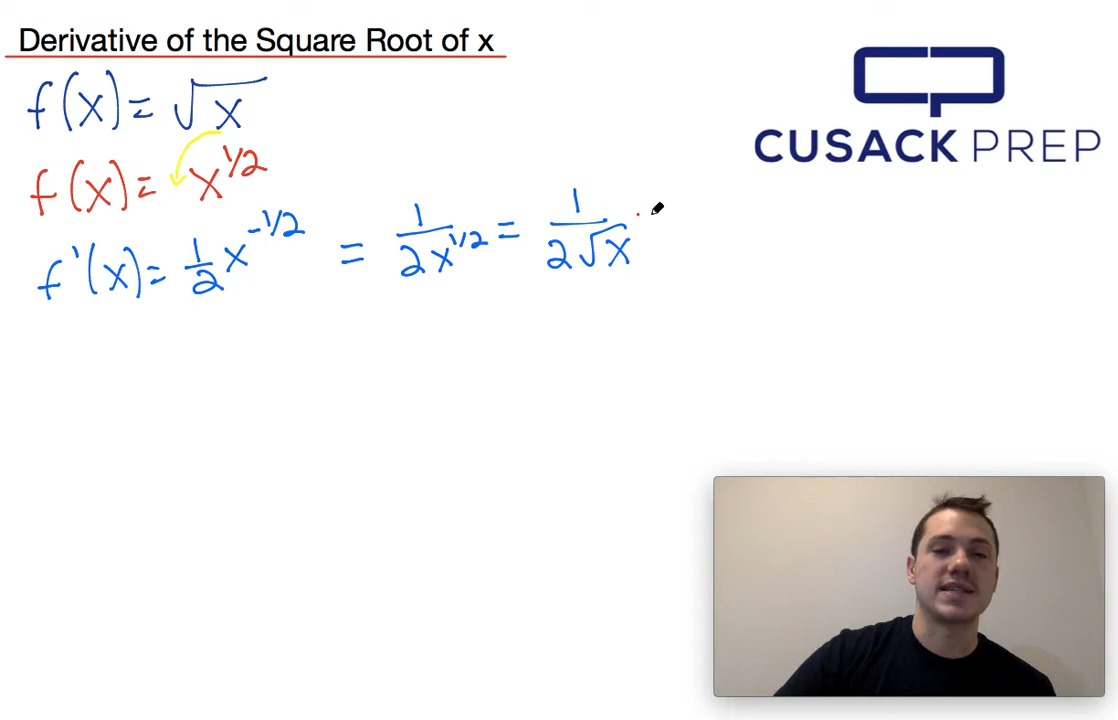 Derivative of the Square Root of x
f(x) = √x
f(x) = x^1/2
f'(x) = 1/2 x^-1/2 = 1/2x^1/2 = 1/2√x
CUSACK PREP